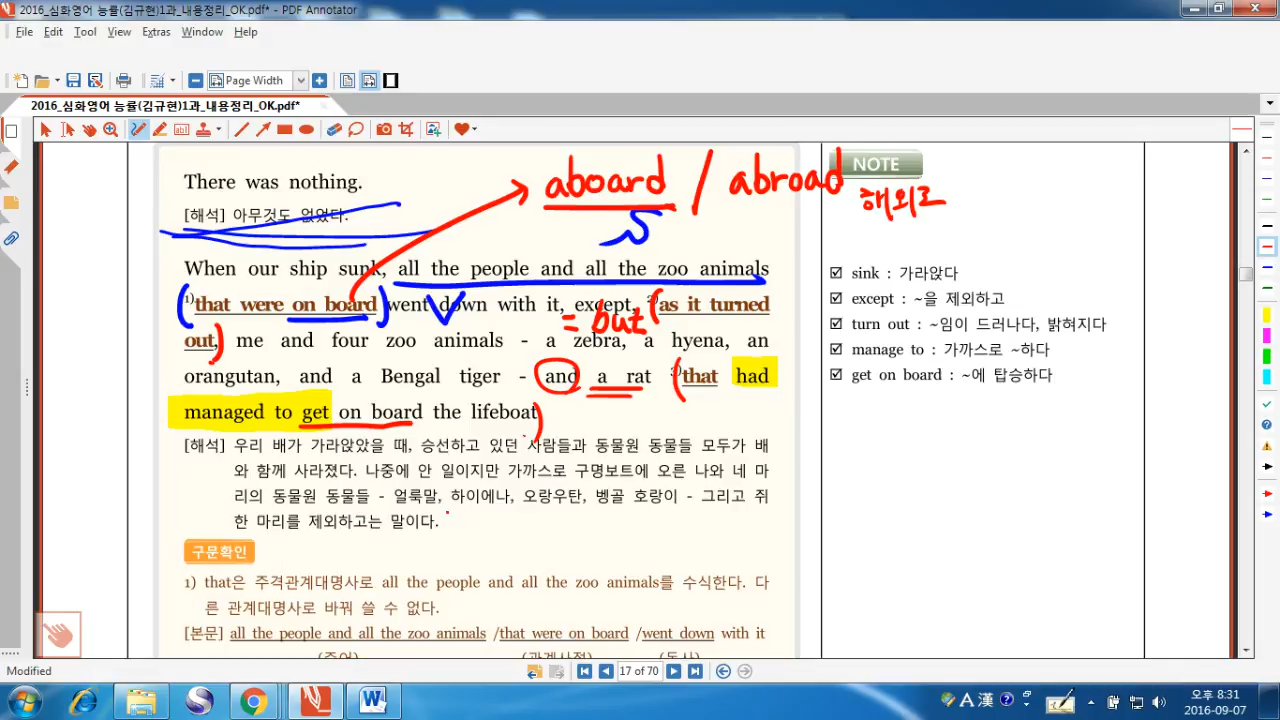 2016_심화영어 능률(김규현)1과_내용정리_OK.pdf* - PDF Annotator
File Edit Tool View Extras Window Help
Page Width
2016_심화영어 능률(김규현)1과_내용정리_OK.pdf*
There was nothing.
[해석] 아무것도 없었다.
aboard / abroad
해외로
NOTE
When our ship sunk, all the people and all the zoo animals
1)(that were on board) went down with it, except, 2)(as it turned
= but
out,) me and four zoo animals - a zebra, a hyena, an
orangutan, and a Bengal tiger - and a rat 3)(that had
managed to get on board the lifeboat)
[해석] 우리 배가 가라앉았을 때, 승선하고 있던 사람들과 동물원 동물들 모두가 배
와 함께 사라졌다. 나중에 안 일이지만 가까스로 구명보트에 오른 나와 네 마
리의 동물원 동물들 - 얼룩말, 하이에나, 오랑우탄, 벵골 호랑이 - 그리고 쥐
한 마리를 제외하고는 말이다.
구문확인
1) that은 주격관계대명사로 all the people and all the zoo animals를 수식한다. 다
른 관계대명사로 바꿔 쓸 수 없다.
[본문] all the people and all the zoo animals /that were on board /went down with it
(주어) (관계사절) (동사)
sink : 가라앉다
except : ~을 제외하고
turn out : ~임이 드러나다, 밝혀지다
manage to : 가까스로 ~하다
get on board : ~에 탑승하다
Modified
17 of 70
A 漢
오후 8:31
2016-09-07